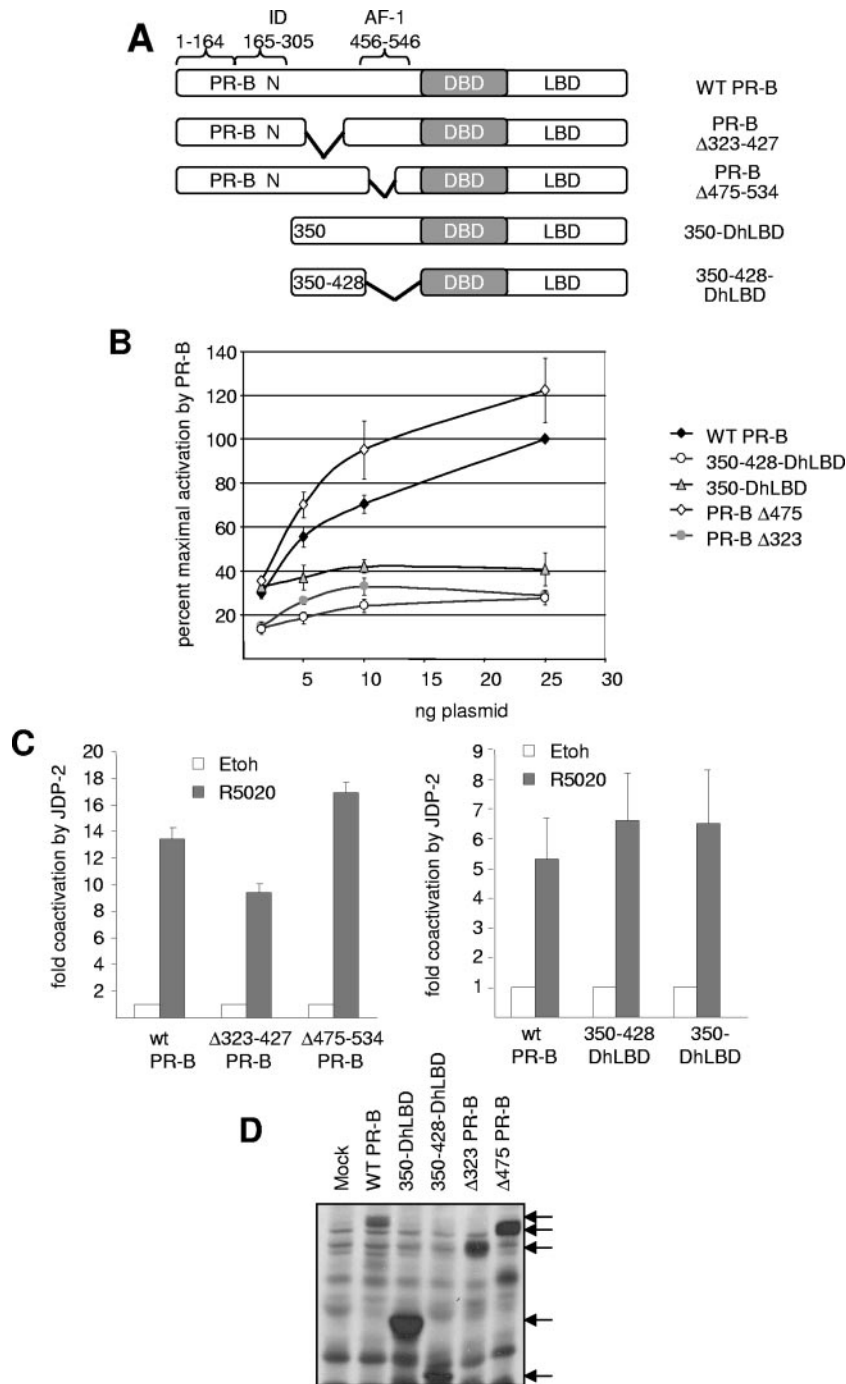 A
ID AF-1
1-164 165-305 456-546
PR-B N DBD LBD WT PR-B
PR-B N DBD LBD PR-B
Δ323-427
PR-B N DBD LBD PR-B
Δ475-534
350 DBD LBD 350-DhLBD
350-428 DBD LBD 350-428-
DhLBD
B
percent maximal activation by PR-B
140
120
100
80
60
40
20
5 10 15 20 25 30
ng plasmid
WT PR-B
350-428-DhLBD
350-DhLBD
PR-B Δ475
PR-B Δ323
C
fold coactivation by JDP-2
20
18
16
14
12
10
8
6
4
2
Etoh
R5020
wt Δ323-427 Δ475-534
PR-B PR-B PR-B
fold coactivation by JDP-2
9
8
7
6
5
4
3
2
1
Etoh
R5020
wt 350-428 350-
PR-B DhLBD DhLBD
D
Mock
WT PR-B
350-DhLBD
350-428-DhLBD
Δ323 PR-B
Δ475 PR-B